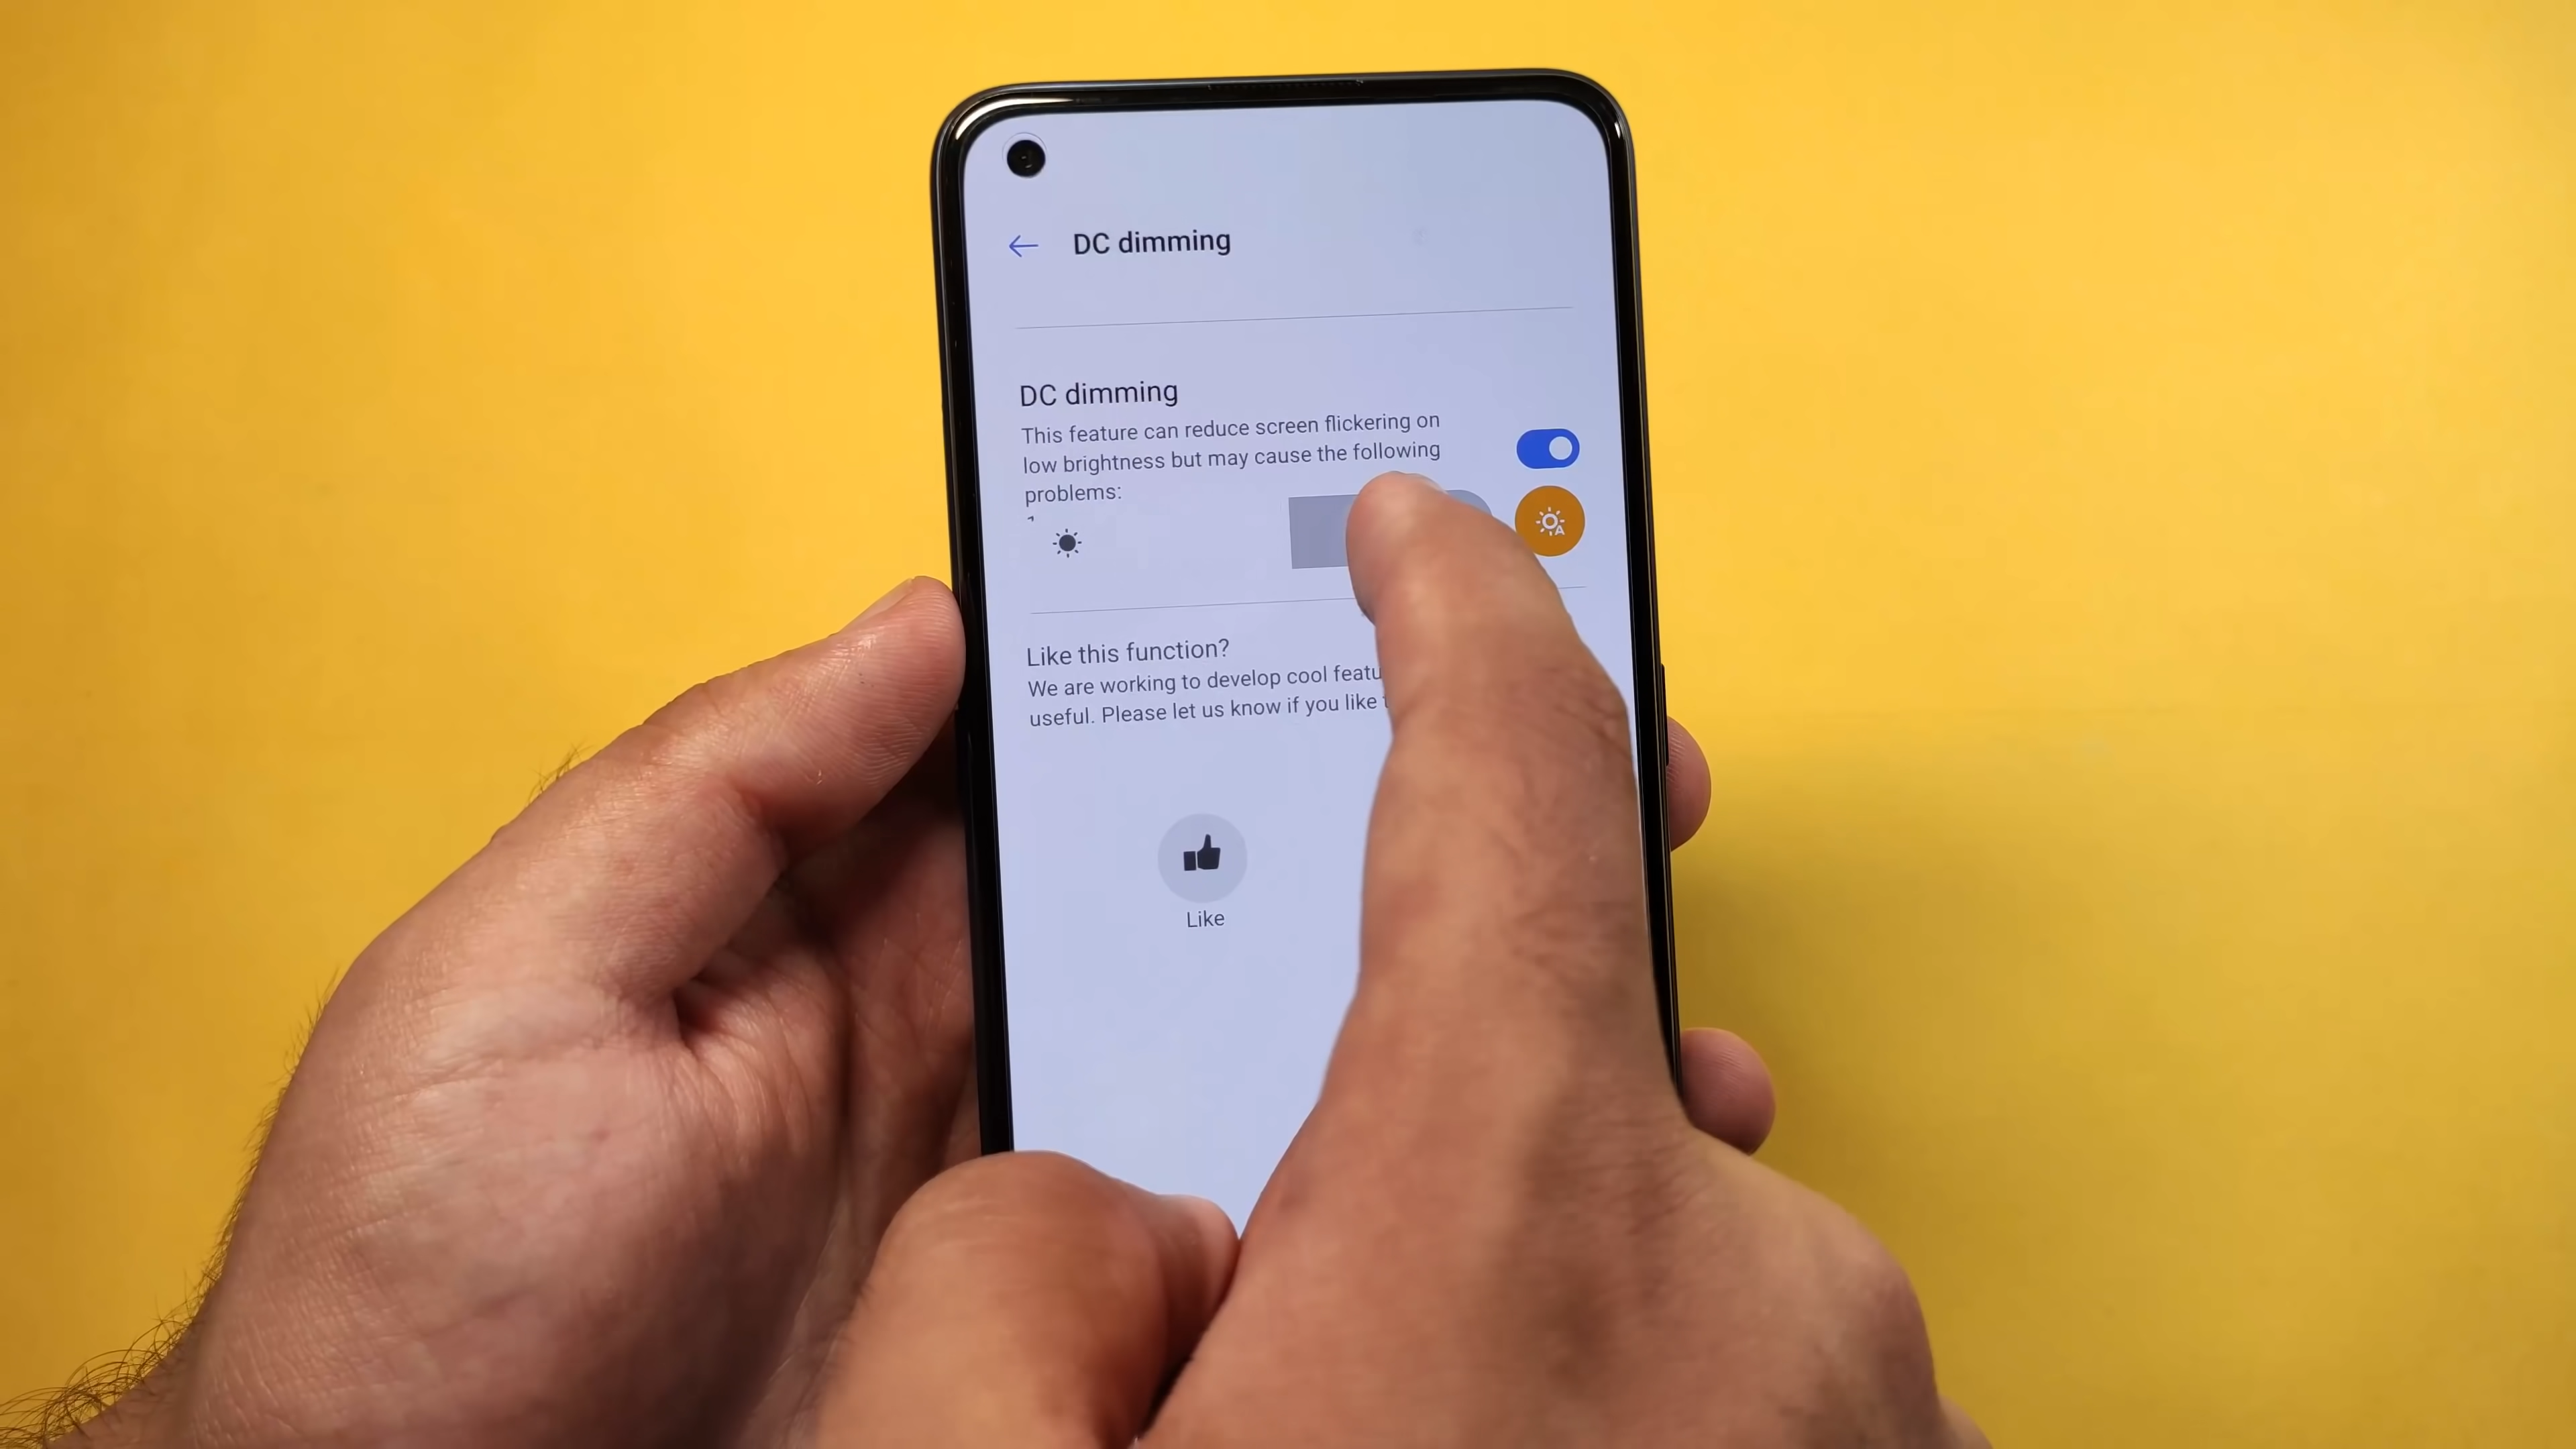 DC dimming
DC dimming
This feature can reduce screen flickering on
low brightness but may cause the following
problems:
Like this function?
We are working to develop cool
useful. Please let us know if you like
Like